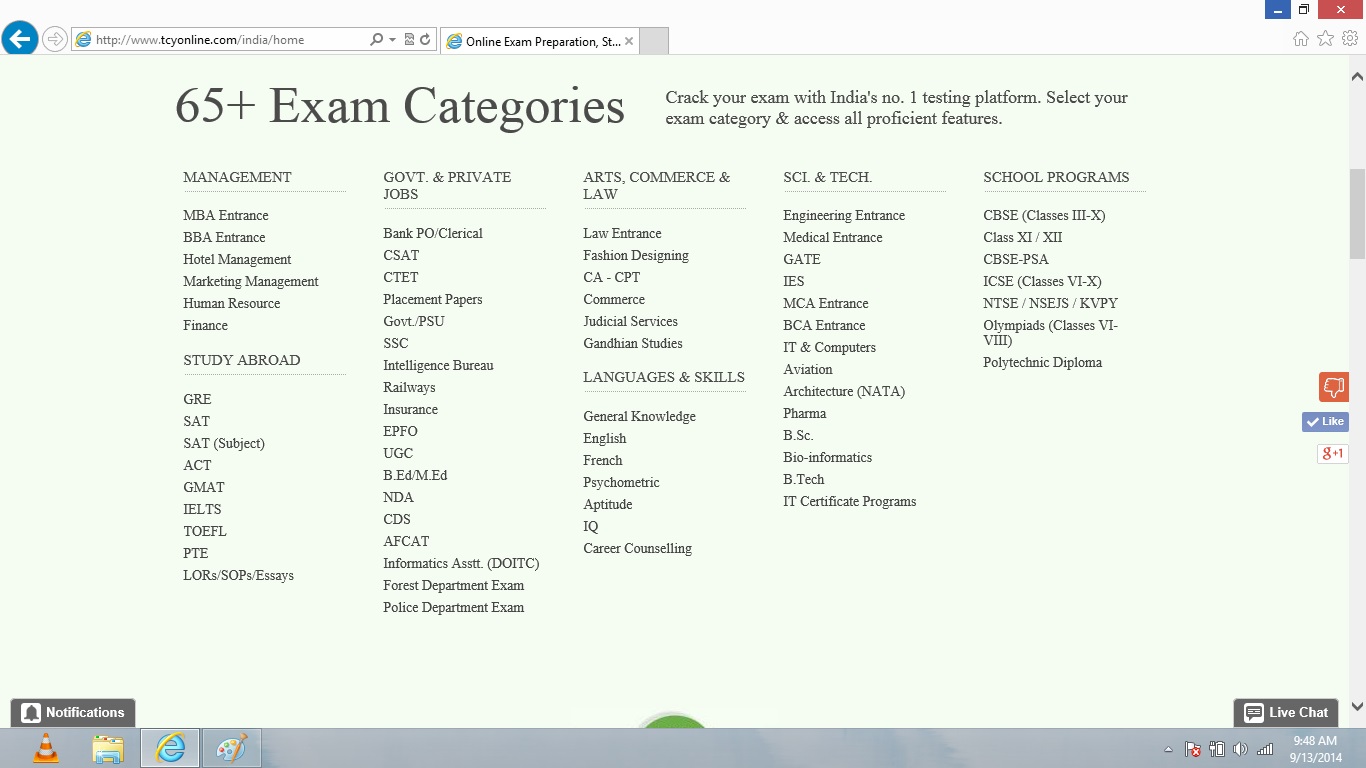 http://www.tcyonline.com/india/home
Online Exam Preparation, St...
65+ Exam Categories
Crack your exam with India's no. 1 testing platform. Select your
exam category & access all proficient features.
MANAGEMENT
MBA Entrance
BBA Entrance
Hotel Management
Marketing Management
Human Resource
Finance
STUDY ABROAD
GRE
SAT
SAT (Subject)
ACT
GMAT
IELTS
TOEFL
PTE
LORs/SOPs/Essays
GOVT. & PRIVATE
JOBS
Bank PO/Clerical
CSAT
CTET
Placement Papers
Govt./PSU
SSC
Intelligence Bureau
Railways
Insurance
EPFO
UGC
B.Ed/M.Ed
NDA
CDS
AFCAT
Informatics Asstt. (DOITC)
Forest Department Exam
Police Department Exam
ARTS, COMMERCE &
LAW
Law Entrance
Fashion Designing
CA - CPT
Commerce
Judicial Services
Gandhian Studies
LANGUAGES & SKILLS
General Knowledge
English
French
Psychometric
Aptitude
IQ
Career Counselling
SCI. & TECH.
Engineering Entrance
Medical Entrance
GATE
IES
MCA Entrance
BCA Entrance
IT & Computers
Aviation
Architecture (NATA)
Pharma
B.Sc.
Bio-informatics
B.Tech
IT Certificate Programs
SCHOOL PROGRAMS
CBSE (Classes III-X)
Class XI / XII
CBSE-PSA
ICSE (Classes VI-X)
NTSE / NSEJS / KVPY
Olympiads (Classes VI-
VIII)
Polytechnic Diploma
Like
g+1
Notifications
Live Chat
9:48 AM
9/13/2014